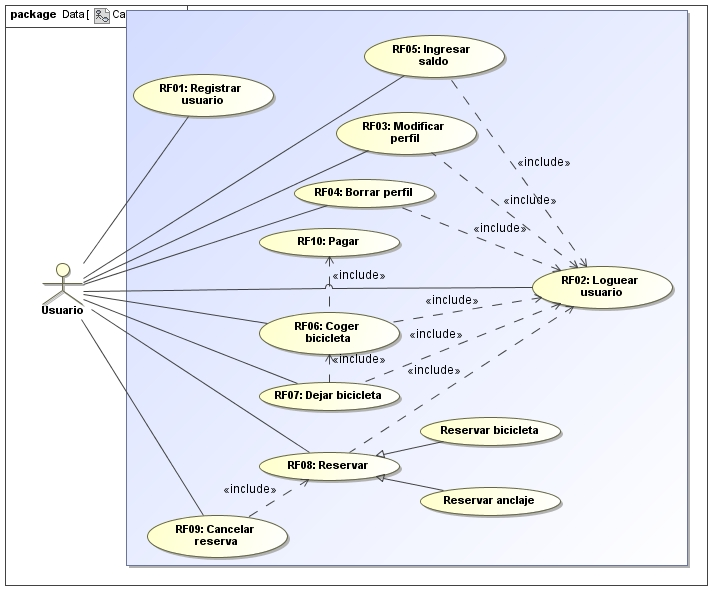 package Data[ Ca
RF05: Ingresar
saldo
RF01: Registrar
usuario
RF03: Modificar
perfil
«include»
RF04: Borrar perfil
«include»
«include»
RF10: Pagar
«include»
RF02: Loguear
usuario
Usuario
RF06: Coger
bicicleta
«include»
«include»
«include»
«include»
RF07: Dejar bicicleta
Reservar bicicleta
RF08: Reservar
«include»
Reservar anclaje
RF09: Cancelar
reserva